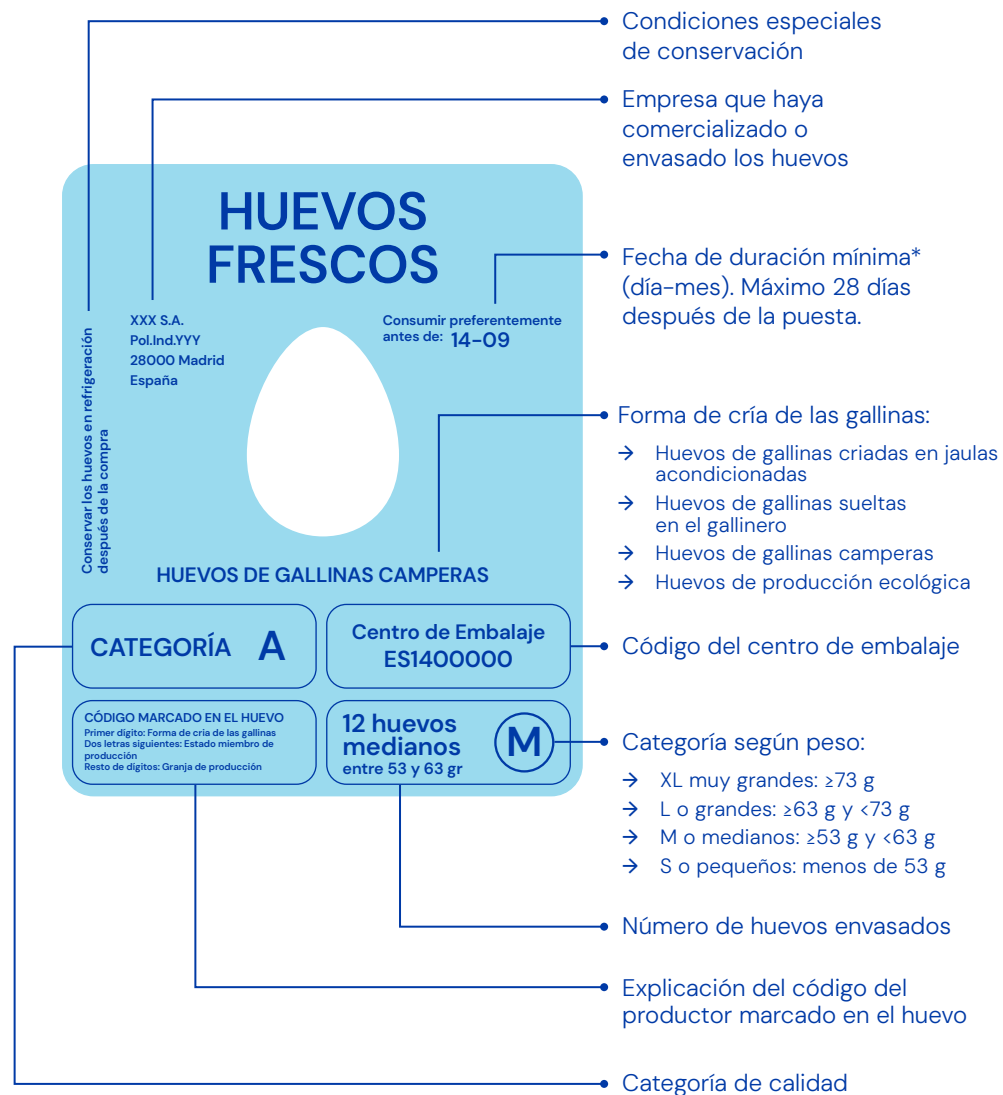 Condiciones especiales
de conservación
Empresa que haya
comercializado o
envasado los huevos
HUEVOS
FRESCOS
Fecha de duración mínima*
(día-mes). Máximo 28 días
después de la puesta.
Conservar los huevos en refrigeración
después de la compra
XXX S.A.
Pol.Ind.YYY
28000 Madrid
España
Consumir preferentemente
antes de: 14-09
Forma de cría de las gallinas:
→ Huevos de gallinas criadas en jaulas
acondicionadas
→ Huevos de gallinas sueltas
en el gallinero
→ Huevos de gallinas camperas
→ Huevos de producción ecológica
HUEVOS DE GALLINAS CAMPERAS
CATEGORÍA A
Centro de Embalaje
ES1400000
Código del centro de embalaje
CÓDIGO MARCADO EN EL HUEVO
Primer dígito: Forma de cria de las gallinas
Dos letras siguientes: Estado miembro de
producción
Resto de dígitos: Granja de producción
12 huevos
medianos
entre 53 y 63 gr
M
Categoría según peso:
→ XL muy grandes: ≥73 g
→ L o grandes: ≥63 g y <73 g
→ M o medianos: ≥53 g y <63 g
→ S o pequeños: menos de 53 g
Número de huevos envasados
Explicación del código del
productor marcado en el huevo
Categoría de calidad